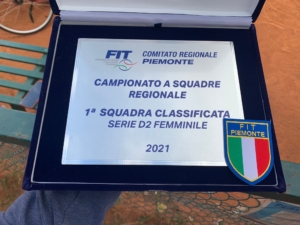 FIT
COMITATO REGIONALE
PIEMONTE
CAMPIONATO A SQUADRE
REGIONALE
1ª SQUADRA CLASSIFICATA
SERIE D2 FEMMINILE
2021
FIT
PIEMONTE